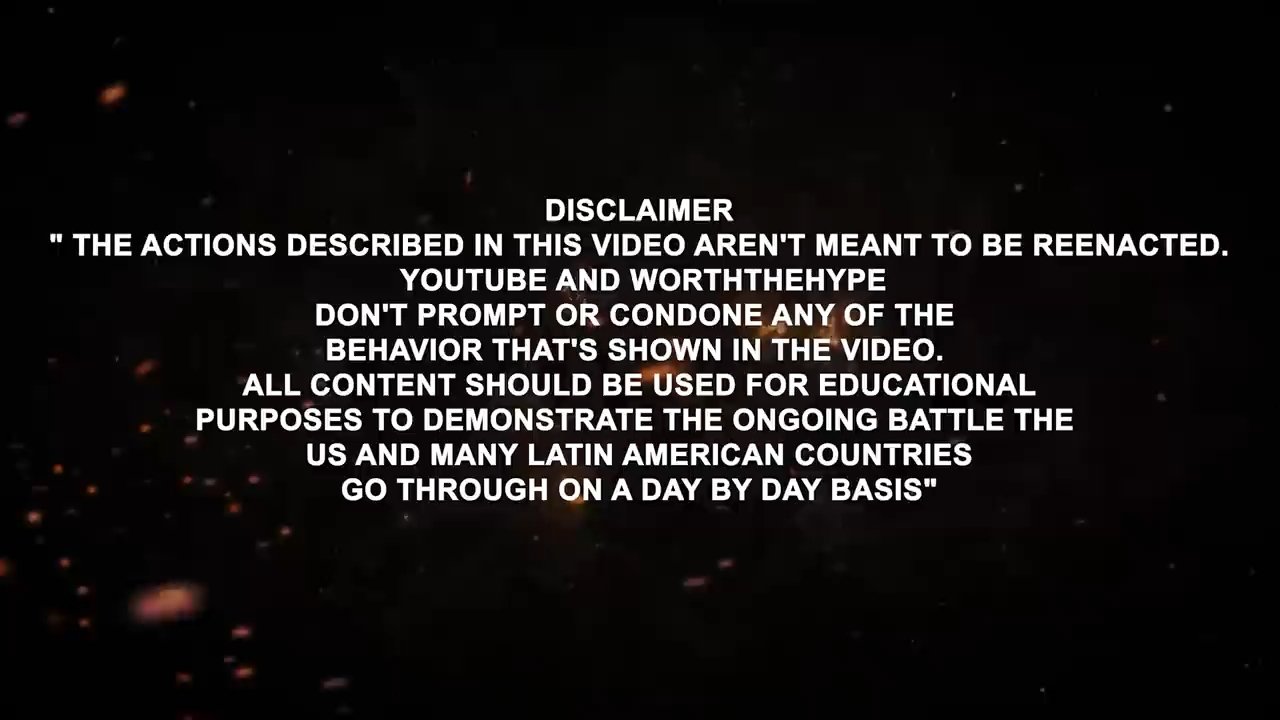 DISCLAIMER
" THE ACTIONS DESCRIBED IN THIS VIDEO AREN'T MEANT TO BE REENACTED.
YOUTUBE AND WORTHTHEHYPE
DON'T PROMPT OR CONDONE ANY OF THE
BEHAVIOR THAT'S SHOWN IN THE VIDEO.
ALL CONTENT SHOULD BE USED FOR EDUCATIONAL
PURPOSES TO DEMONSTRATE THE ONGOING BATTLE THE
US AND MANY LATIN AMERICAN COUNTRIES
GO THROUGH ON A DAY BY DAY BASIS"